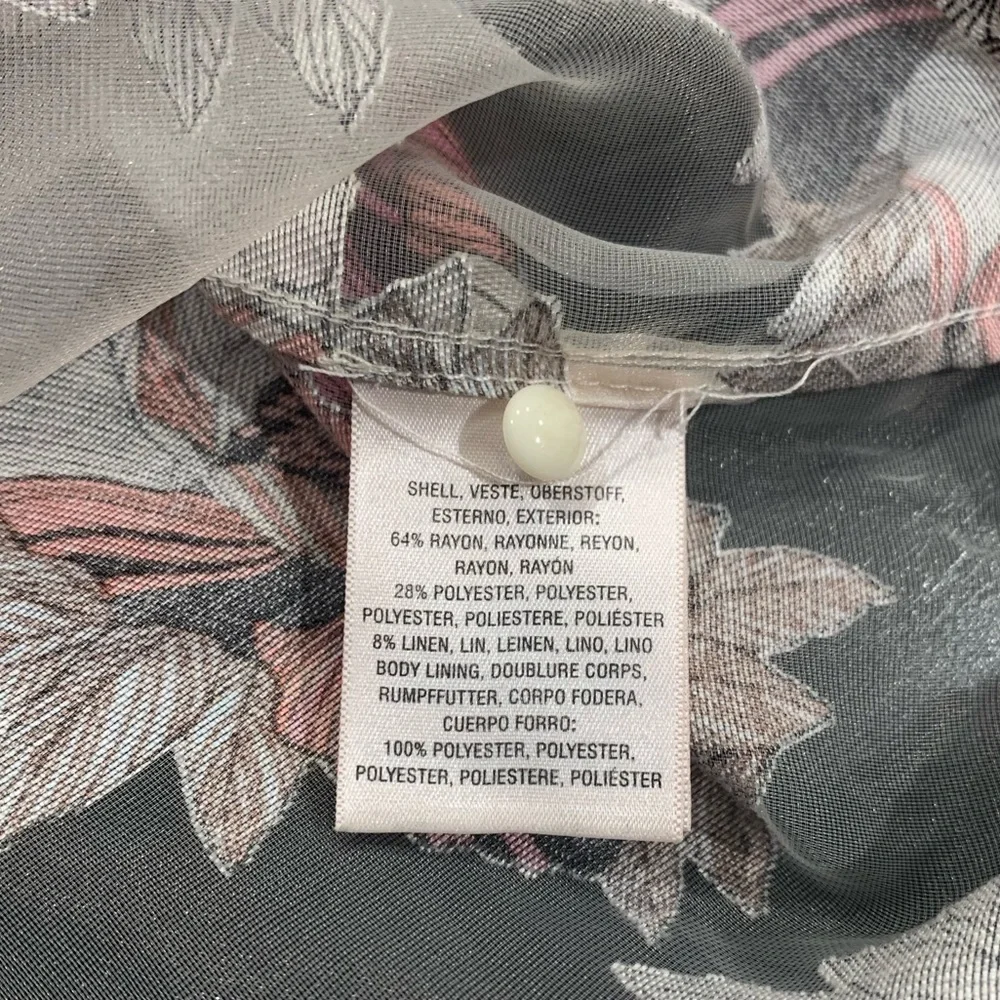 SHELL, VESTE, OBERSTOFF,
ESTERNO, EXTERIOR:
64% RAYON, RAYONNE, REYON,
RAYON, RAYÓN
28% POLYESTER, POLYESTER,
POLYESTER, POLIESTERE, POLIÉSTER
8% LINEN, LIN, LEINEN, LINO, LINO
BODY LINING, DOUBLURE CORPS,
RUMPFFUTTER, CORPO FODERA,
CUERPO FORRO:
100% POLYESTER, POLYESTER,
POLYESTER, POLIESTERE, POLIÉSTER